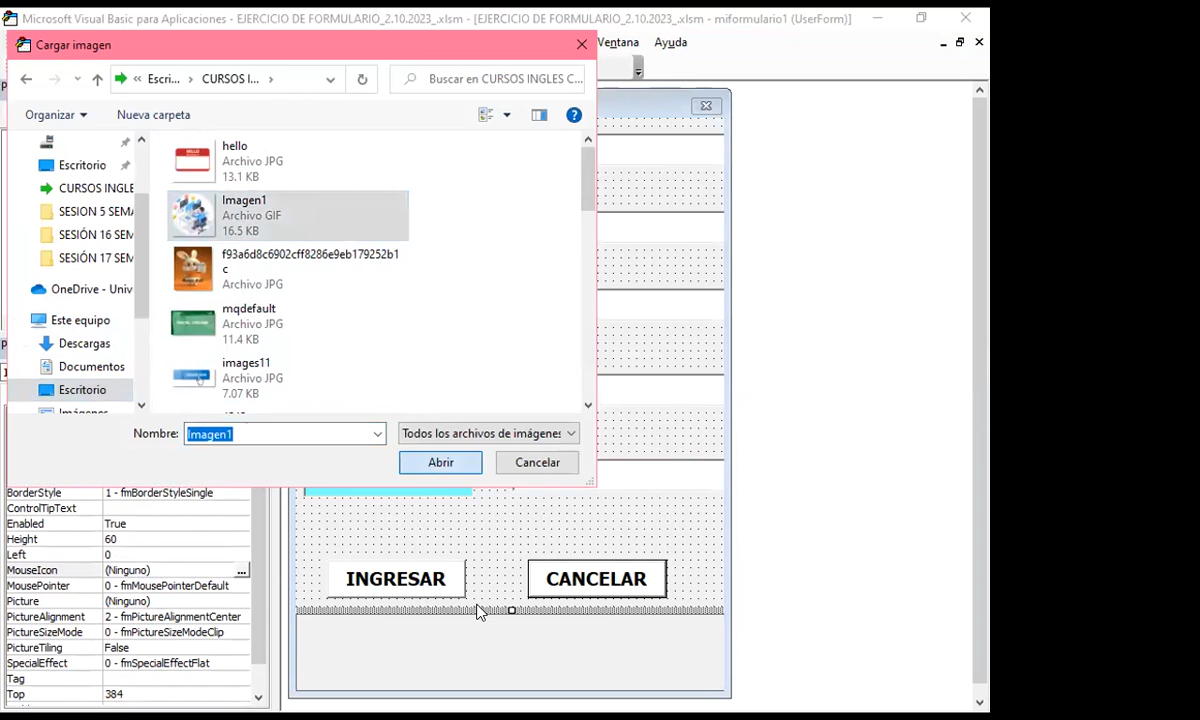 Microsoft Visual Basic para Aplicaciones - EJERCICIO DE FORMULARIO_2.10.2023_.xlsm - [EJERCICIO DE FORMULARIO_2.10.2023_.xlsm - miformulario1 (UserForm)]
Cargar imagen
Ventana Ayuda
« Escri... > CURSOS I... >
Buscar en CURSOS INGLES C...
Organizar
Nueva carpeta
Escritorio
CURSOS INGLE
SESION 5 SEMA
SESIÓN 16 SEM
SESIÓN 17 SEM
OneDrive - Univ
Este equipo
Descargas
Documentos
Escritorio
hello
Archivo JPG
13.1 KB
Imagen1
Archivo GIF
16.5 KB
f93a6d8c6902cff8286e9eb179252b1
c
Archivo JPG
mqdefault
Archivo JPG
11.4 KB
images11
Archivo JPG
7.07 KB
Nombre: Imagen1
Todos los archivos de imágenes
Abrir
Cancelar
BorderStyle 1 - fmBorderStyleSingle
ControlTipText
Enabled True
Height 60
Left 0
MouseIcon (Ninguno) ...
MousePointer 0 - fmMousePointerDefault
Picture (Ninguno)
PictureAlignment 2 - fmPictureAlignmentCenter
PictureSizeMode 0 - fmPictureSizeModeClip
PictureTiling False
SpecialEffect 0 - fmSpecialEffectFlat
Tag
Top 384
INGRESAR
CANCELAR